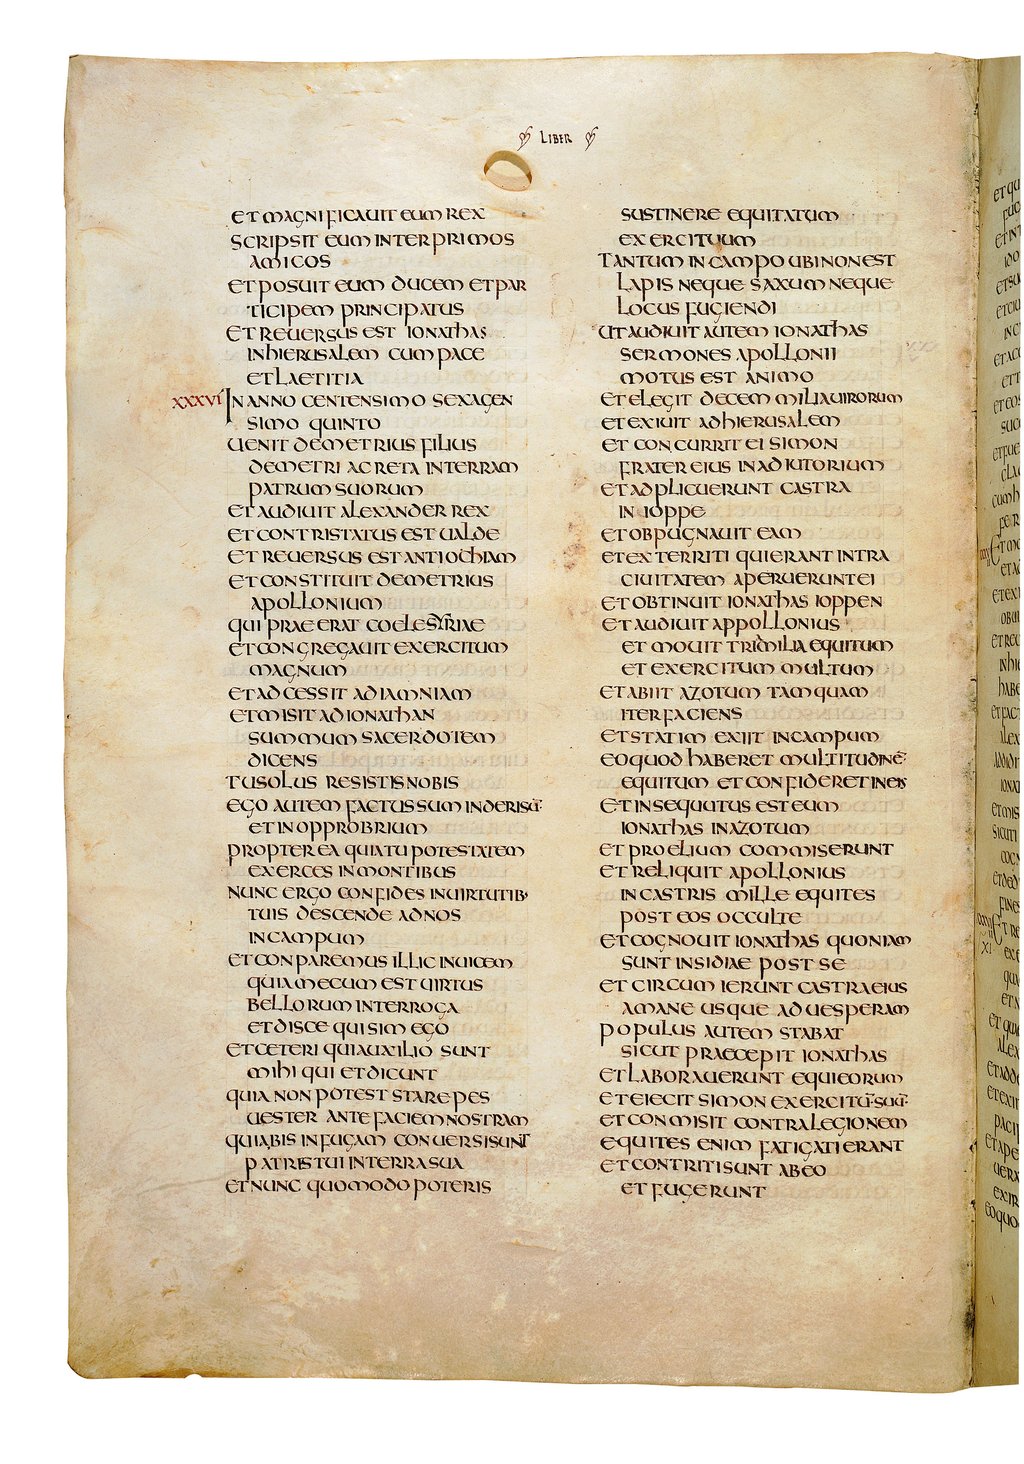 LIBER
ET MAGNIFICAUIT EUM REX
SCRIPSIT EUM INTER PRIMOS
AMICOS
ET POSUIT EUM DUCEM ET PAR
TICIPEM PRINCIPATUS
ET REUERSUS EST IONATHAS
IN HIERUSALEM CUM PACE
ET LAETITIA
XXXVI IN ANNO CENTENSIMO SEXAGEN
SIMO QUINTO
UENIT DEMETRIUS FILIUS
DEMETRI AC RETA IN TERRAM
PATRUM SUORUM
ET AUDIUIT ALEXANDER REX
ET CONTRISTATUS EST UALDE
ET REUERSUS EST ANTIOCHIAM
ET CONSTITUIT DEMETRIUS
APOLLONIUM
QUI PRAEERAT COELESYRIAE
ET CONGREGAUIT EXERCITUM
MAGNUM
ET ADCESSIT AD IAMNIAM
ET MISIT AD IONATHAN
SUMMUM SACERDOTEM
DICENS
TU SOLUS RESISTIS NOBIS
EGO AUTEM FACTUS SUM IN DERISŪ·
ET IN OPPROBRIUM
PROPTEREA QUIA TU POTESTATEM
EXERCES IN MONTIBUS
NUNC ERGO CONFIDES IN UIRTUTIB·
TUIS DESCENDE AD NOS
IN CAMPUM
ET CONPAREMUS ILLIC INUICEM
QUIA MECUM EST UIRTUS
BELLORUM INTERROGA
ET DISCE QUI SIM EGO
ET CETERI QUI AUXILIO SUNT
MIHI QUI ET DICUNT
QUIA NON POTEST STARE PES
UESTER ANTE FACIEM NOSTRAM
QUIA BIS IN FUGAM CONUERSI SUNT
PATRES TUI IN TERRA SUA
ET NUNC QUOMODO POTERIS
SUSTINERE EQUITATUM
EXERCITUUM
TANTUM IN CAMPO UBI NON EST
LAPIS NEQUE SAXUM NEQUE
LOCUS FUGIENDI
UT AUDIUIT AUTEM IONATHAS
SERMONES APOLLONII
MOTUS EST ANIMO
ET ELEGIT DECEM MILIA UIRORUM
ET EXIUIT AD HIERUSALEM
ET CONCURRIT EI SIMON
FRATER EIUS IN ADIUTORIUM
ET ADPLICUERUNT CASTRA
IN IOPPE
ET OBPUGNAUIT EAM
ET EXTERRITI QUI ERANT INTRA
CIUITATEM APERUERUNT EI
ET OBTINUIT IONATHAS IOPPEN
ET AUDIUIT APPOLLONIUS
ET MOUIT TRIA MILIA EQUITUM
ET EXERCITUM MULTUM
ET ABIIT AZOTUM TAMQUAM
ITER FACIENS
ET STATIM EXIIT IN CAMPUM
EO QUOD HABERET MULTITUDINĒ·
EQUITUM ET CONFIDERET IN EIS
ET INSEQUUTUS EST EUM
IONATHAS IN AZOTUM
ET PROELIUM COMMISERUNT
ET RELIQUIT APOLLONIUS
IN CASTRIS MILLE EQUITES
POST EOS OCCULTE
ET COGNOUIT IONATHAS QUONIAM
SUNT INSIDIAE POST SE
ET CIRCUMIERUNT CASTRA EIUS
A MANE USQUE AD UESPERAM
POPULUS AUTEM STABAT
SICUT PRAECEPIT IONATHAS
ET LABORAUERUNT EQUI EORUM
ET EIECIT SIMON EXERCITŪ· SUŪ·
ET CONMISIT CONTRA LEGIONEM
EQUITES ENIM FATIGATI ERANT
ET CONTRITI SUNT AB EO
ET FUGERUNT